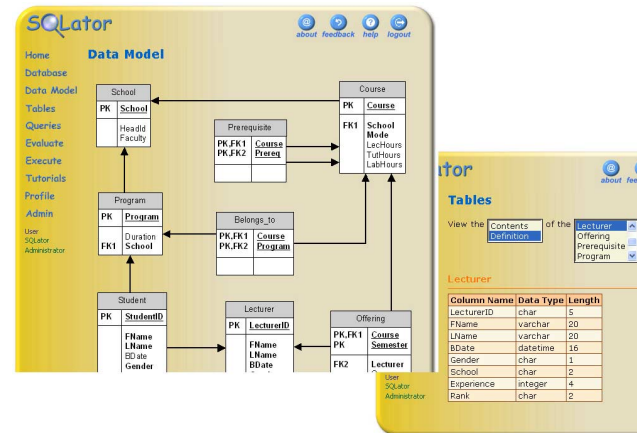 SQLator
about feedback help logout
Home
Database
Data Model
Tables
Queries
Evaluate
Execute
Tutorials
Profile
Admin
User
SQLator
Administrator
Data Model
School
PK School
HeadId
Faculty
Course
PK Course
FK1 School
Mode
LecHours
TutHours
LabHours
Prerequisite
PK,FK1 Course
PK,FK2 Prereq
Program
PK Program
Duration
FK1 School
Belongs_to
PK,FK1 Course
PK,FK2 Program
Student
PK StudentID
FName
LName
BDate
Gender
Lecturer
PK LecturerID
FName
LName
BDate
Offering
PK,FK1 Course
PK Semester
FK2 Lecturer
tor
about fee
Tables
View the Contents Definition of the Lecturer
Offering
Prerequisite
Program
Lecturer
Column Name Data Type Length
LecturerID char 5
FName varchar 20
LName varchar 20
BDate datetime 16
Gender char 1
School char 2
Experience integer 4
Rank char 2
User
SQLator
Administrator